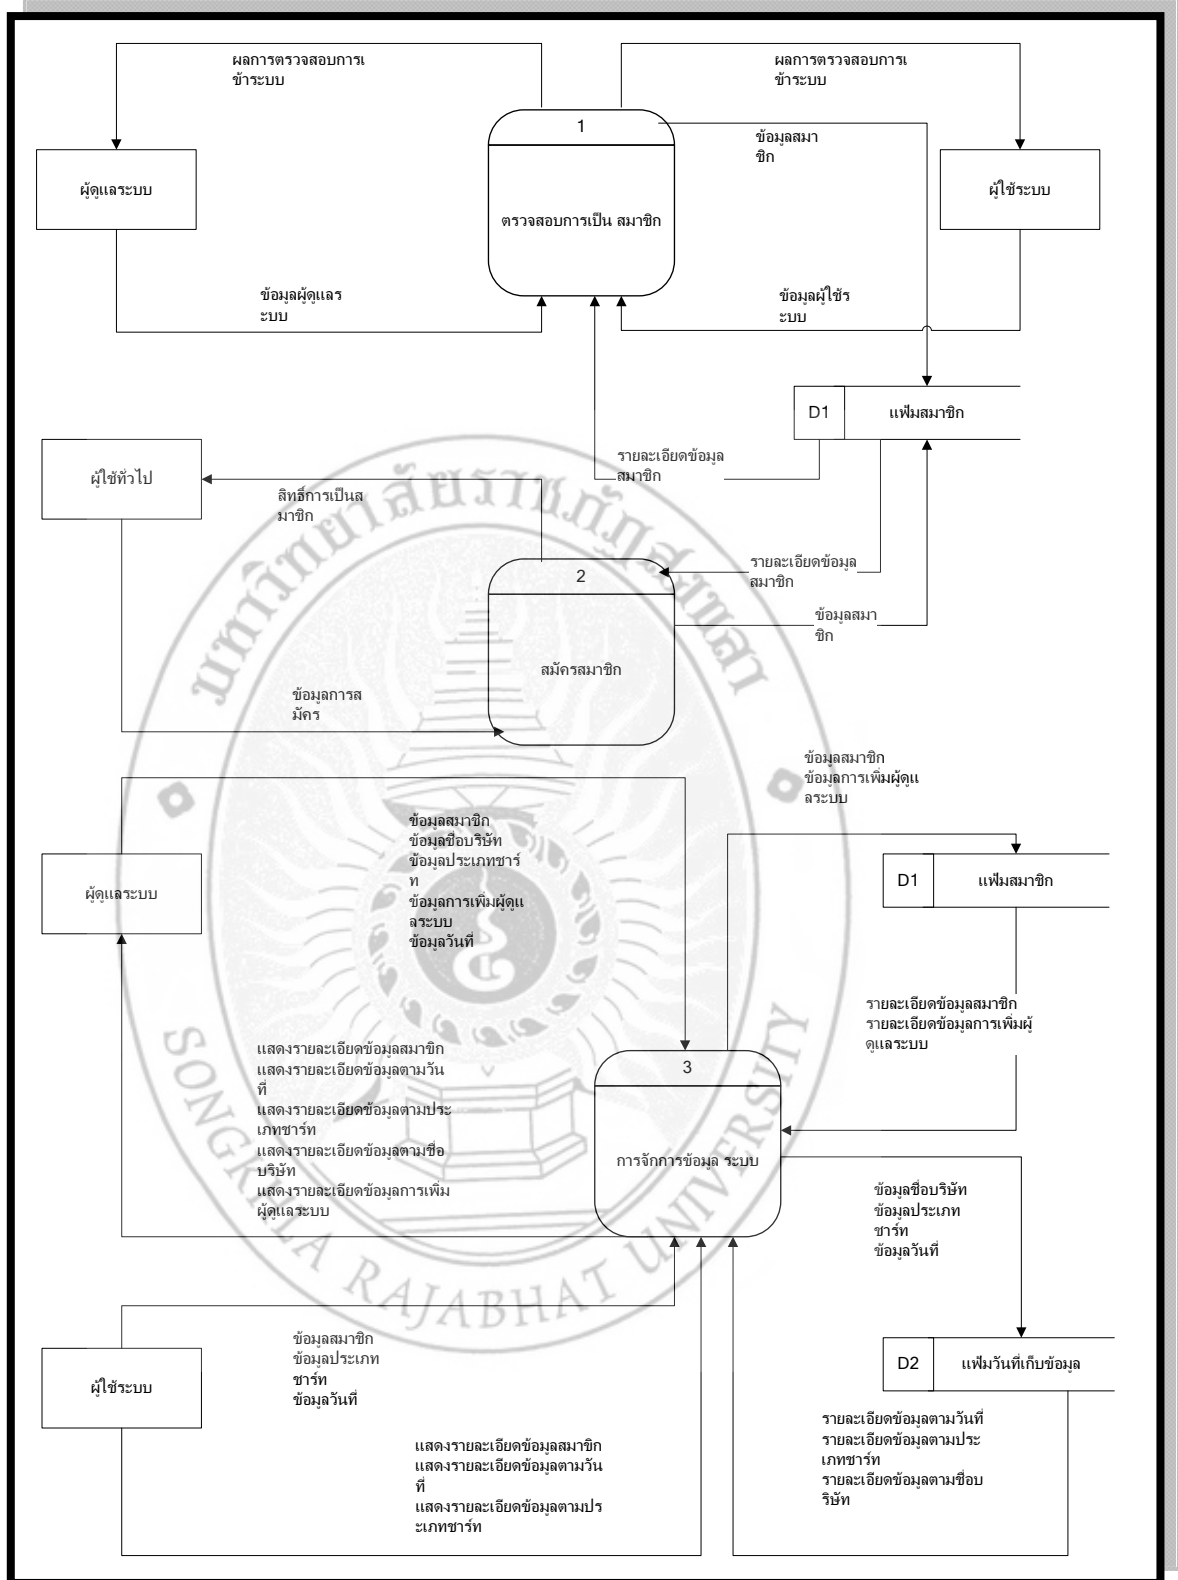 ผลการตรวจสอบการเ
ข้าระบบ
ผลการตรวจสอบการเ
ข้าระบบ
1
ข้อมูลสมา
ชิก
ผู้ดูแลระบบ
ตรวจสอบการเป็น สมาชิก
ผู้ใช้ระบบ
ข้อมูลผู้ดูแลร
ะบบ
ข้อมูลผู้ใช้ร
ะบบ
D1
แฟ้มสมาชิก
ผู้ใช้ทั่วไป
รายละเอียดข้อมูล
สมาชิก
สิทธิ์การเป็นส
มาชิก
2
รายละเอียดข้อมูล
สมาชิก
ข้อมูลสมา
ชิก
สมัครสมาชิก
ข้อมูลการส
มัคร
ข้อมูลสมาชิก
ข้อมูลการเพิ่มผู้ดูแ
ลระบบ
ข้อมูลสมาชิก
ข้อมูลชื่อบริษัท
ข้อมูลประเภทชาร์
ท
ข้อมูลการเพิ่มผู้ดูแ
ลระบบ
ข้อมูลวันที่
ผู้ดูแลระบบ
D1
แฟ้มสมาชิก
รายละเอียดข้อมูลสมาชิก
รายละเอียดข้อมูลการเพิ่มผู้
ดูแลระบบ
แสดงรายละเอียดข้อมูลสมาขิก
แสดงรายละเอียดข้อมูลตามวัน
ที่
แสดงรายละเอียดข้อมูลตามประ
เภทชาร์ท
แสดงรายละเอียดข้อมูลตามชื่อ
บริษัท
แสดงรายละเอียดข้อมูลการเพิ่ม
ผู้ดูแลระบบ
3
การจักการข้อมูล ระบบ
ข้อมูลชื่อบริษัท
ข้อมูลประเภท
ชาร์ท
ข้อมูลวันที่
ข้อมูลสมาชิก
ข้อมูลประเภท
ชาร์ท
ข้อมูลวันที่
ผู้ใช้ระบบ
D2
แฟ้มวันที่เก็บข้อมูล
แสดงรายละเอียดข้อมูลสมาขิก
แสดงรายละเอียดข้อมูลตามวัน
ที่
แสดงรายละเอียดข้อมูลตามปร
ะเภทชาร์ท
รายละเอียดข้อมูลตามวันที่
รายละเอียดข้อมูลตามประ
เภทชาร์ท
รายละเอียดข้อมูลตามชื่อบ
ริษัท
มหาวิทยาลัยราชภัฏสงขลา
SONGKHLA RAJABHAT UNIVERSITY